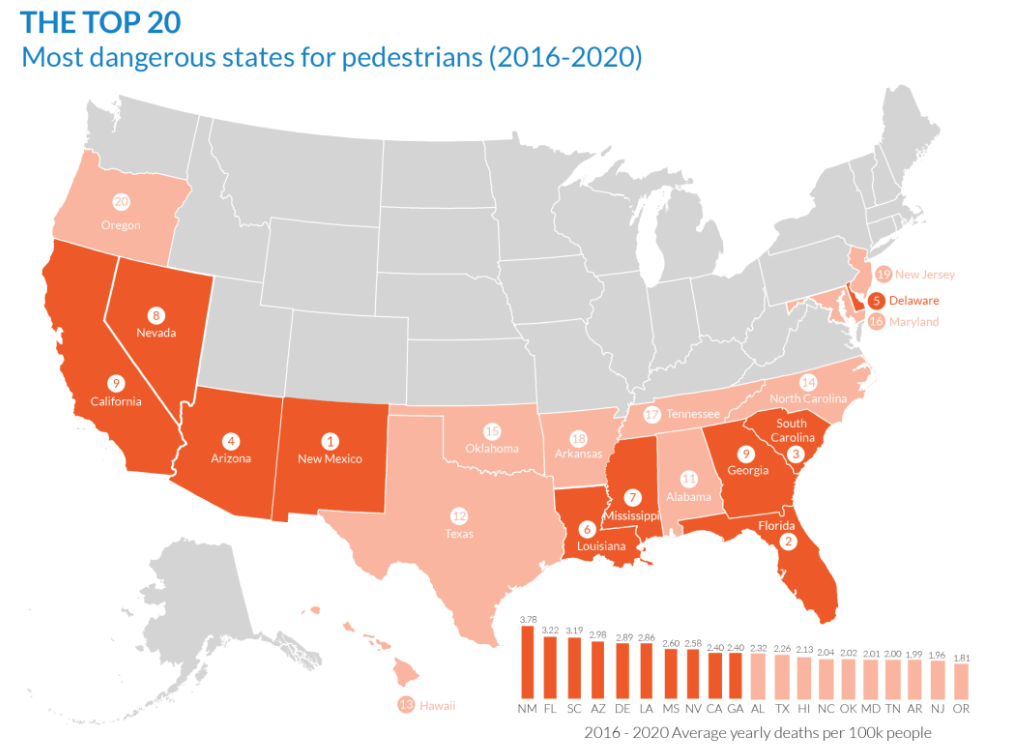 THE TOP 20
Most dangerous states for pedestrians (2016-2020)
20
Oregon
19 New Jersey
5 Delaware
16 Maryland
8
Nevada
9
California
14
North Carolina
17 Tennessee
4
Arizona
1
New Mexico
15
Oklahoma
18
Arkansas
South
Carolina
3
9
Georgia
11
Alabama
7
Mississippi
12
Texas
6
Louisiana
Florida
2
13 Hawaii
3.78 3.22 3.19 2.98 2.89 2.86 2.60 2.58 2.40 2.40 2.32 2.26 2.13 2.04 2.02 2.01 2.00 1.99 1.96 1.81
NM FL SC AZ DE LA MS NV CA GA AL TX HI NC OK MD TN AR NJ OR
2016 - 2020 Average yearly deaths per 100k people